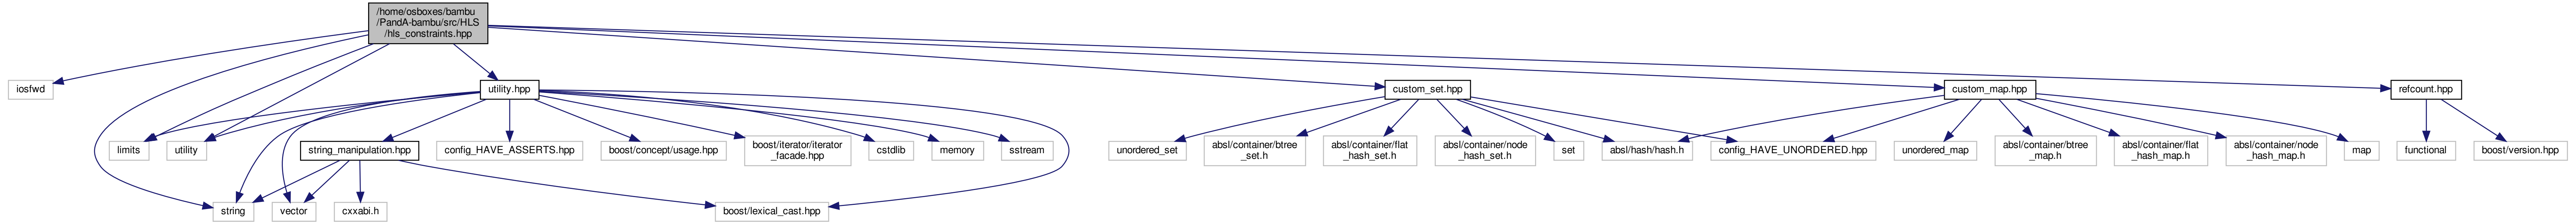 /home/osboxes/bambu
/PandA-bambu/src/HLS
/hls_constraints.hpp
iosfwd
utility.hpp
custom_set.hpp
custom_map.hpp
refcount.hpp
limits
utility
string_manipulation.hpp
config_HAVE_ASSERTS.hpp
boost/concept/usage.hpp
boost/iterator/iterator
_facade.hpp
cstdlib
memory
sstream
unordered_set
absl/container/btree
_set.h
absl/container/flat
_hash_set.h
absl/container/node
_hash_set.h
set
absl/hash/hash.h
config_HAVE_UNORDERED.hpp
unordered_map
absl/container/btree
_map.h
absl/container/flat
_hash_map.h
absl/container/node
_hash_map.h
map
functional
boost/version.hpp
string
vector
cxxabi.h
boost/lexical_cast.hpp